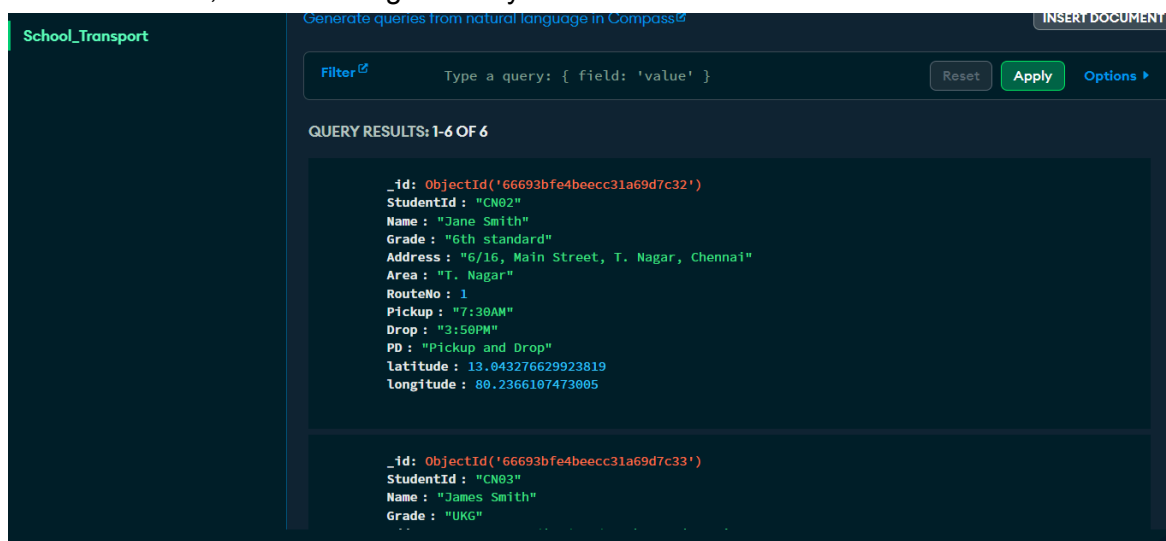 School_Transport
Generate queries from natural language in Compass
INSERT DOCUMENT
Filter
Type a query: { field: 'value' }
Reset
Apply
Options
QUERY RESULTS: 1-6 OF 6
_id: ObjectId('66693bfe4beecc31a69d7c32')
StudentId : "CN02"
Name : "Jane Smith"
Grade : "6th standard"
Address : "6/16, Main Street, T. Nagar, Chennai"
Area : "T. Nagar"
RouteNo : 1
Pickup : "7:30AM"
Drop : "3:50PM"
PD : "Pickup and Drop"
latitude : 13.043276629923819
longitude : 80.2366107473005
_id: ObjectId('66693bfe4beecc31a69d7c33')
StudentId : "CN03"
Name : "James Smith"
Grade : "UKG"